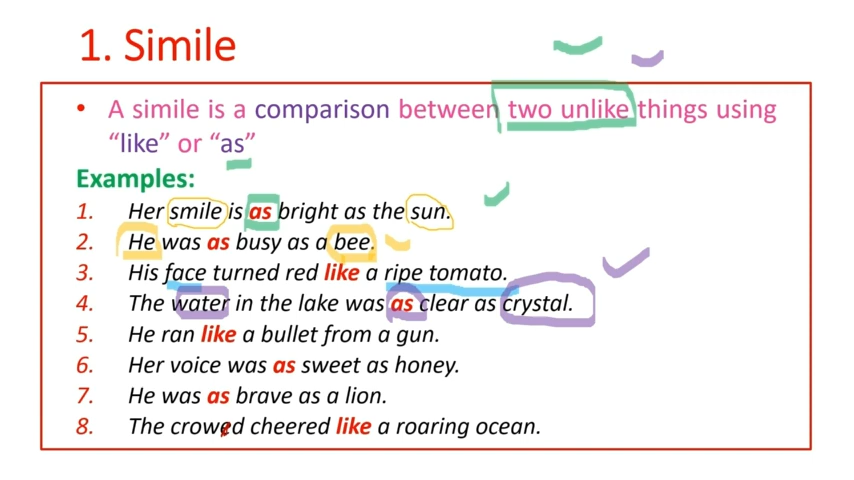 1. Simile
• A simile is a comparison between two unlike things using
“like” or “as”
Examples:
1. Her smile is as bright as the sun.
2. He was as busy as a bee.
3. His face turned red like a ripe tomato.
4. The water in the lake was as clear as crystal.
5. He ran like a bullet from a gun.
6. Her voice was as sweet as honey.
7. He was as brave as a lion.
8. The crowed cheered like a roaring ocean.